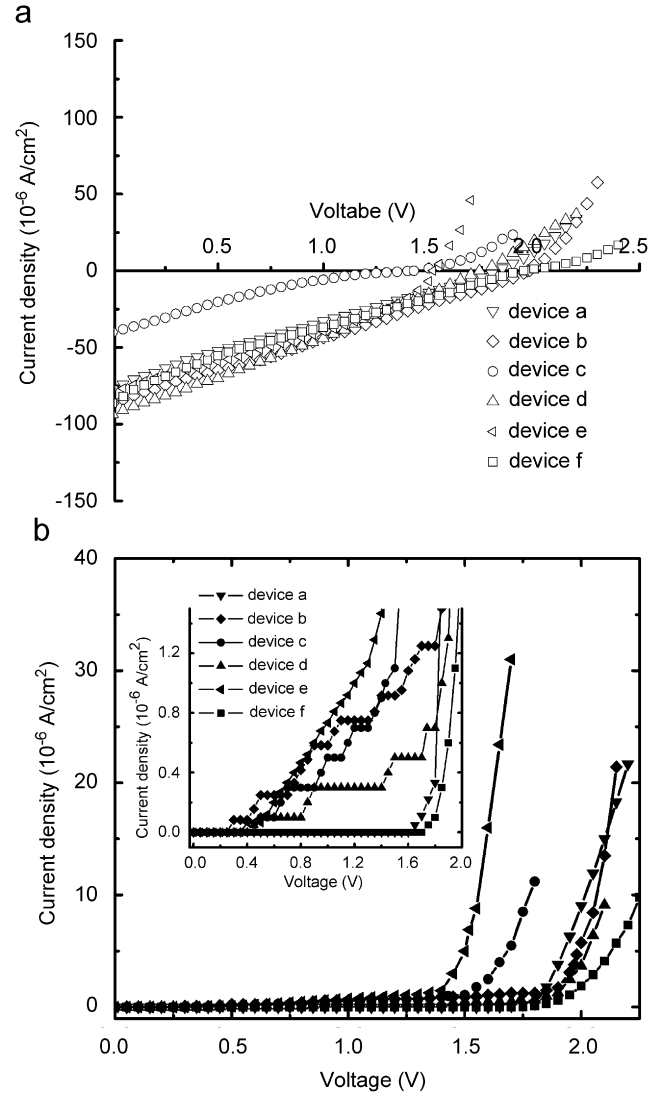 a
150
100
50
0
-50
-100
-150
Current density (10-6 A/cm2)
Voltabe (V)
0.5 1.0 1.5 2.0 2.5
device a
device b
device c
device d
device e
device f
b
40
30
20
10
0
Current density (10-6 A/cm2)
device a
device b
device c
device d
device e
device f
1.2
0.8
0.4
0.0
Current density (10-6 A/cm2)
0.0 0.4 0.8 1.2 1.6 2.0
Voltage (V)
0.0 0.5 1.0 1.5 2.0
Voltage (V)